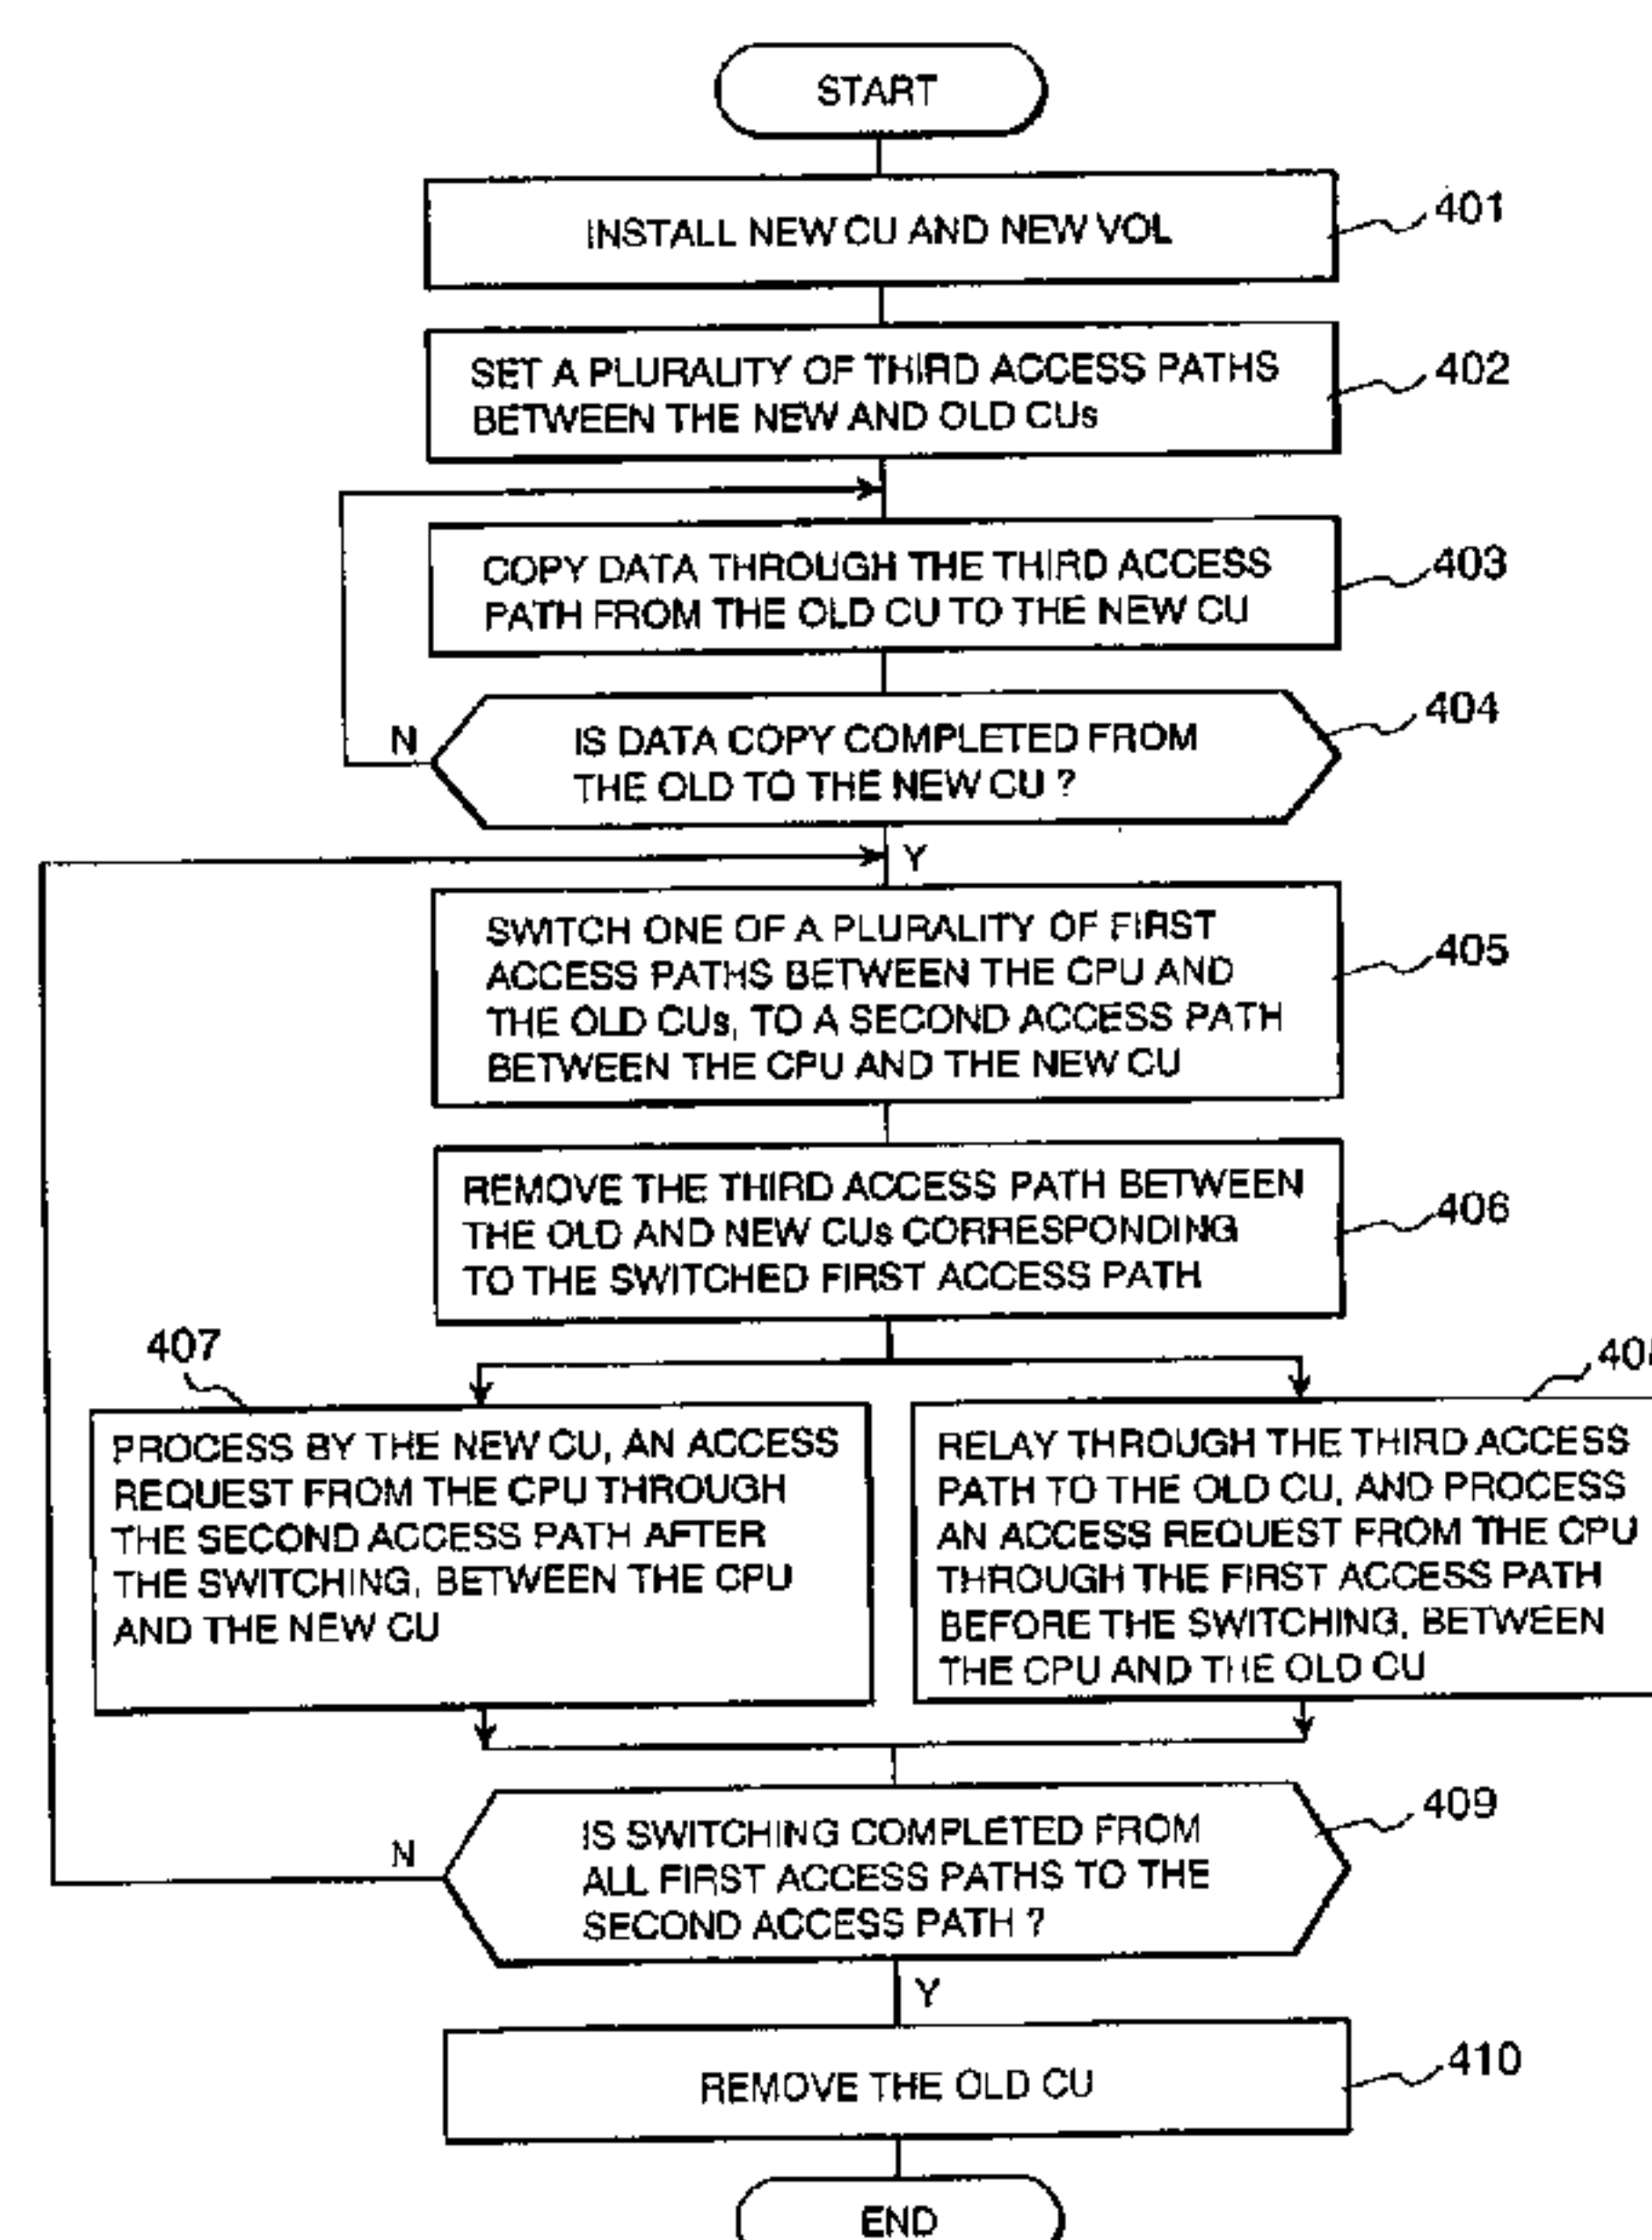 START
INSTALL NEW CU AND NEW VOL
401
SET A PLURALITY OF THIRD ACCESS PATHS
BETWEEN THE NEW AND OLD CUs
402
COPY DATA THROUGH THE THIRD ACCESS
PATH FROM THE OLD CU TO THE NEW CU
403
IS DATA COPY COMPLETED FROM
THE OLD TO THE NEW CU ?
404
N
Y
SWITCH ONE OF A PLURALITY OF FIRST
ACCESS PATHS BETWEEN THE CPU AND
THE OLD CUs, TO A SECOND ACCESS PATH
BETWEEN THE CPU AND THE NEW CU
405
REMOVE THE THIRD ACCESS PATH BETWEEN
THE OLD AND NEW CUs CORRESPONDING
TO THE SWITCHED FIRST ACCESS PATH
406
407
PROCESS BY THE NEW CU, AN ACCESS
REQUEST FROM THE CPU THROUGH
THE SECOND ACCESS PATH AFTER
THE SWITCHING, BETWEEN THE CPU
AND THE NEW CU
RELAY THROUGH THE THIRD ACCESS
PATH TO THE OLD CU, AND PROCESS
AN ACCESS REQUEST FROM THE CPU
THROUGH THE FIRST ACCESS PATH
BEFORE THE SWITCHING, BETWEEN
THE CPU AND THE OLD CU
IS SWITCHING COMPLETED FROM
ALL FIRST ACCESS PATHS TO THE
SECOND ACCESS PATH ?
409
N
Y
REMOVE THE OLD CU
410
END